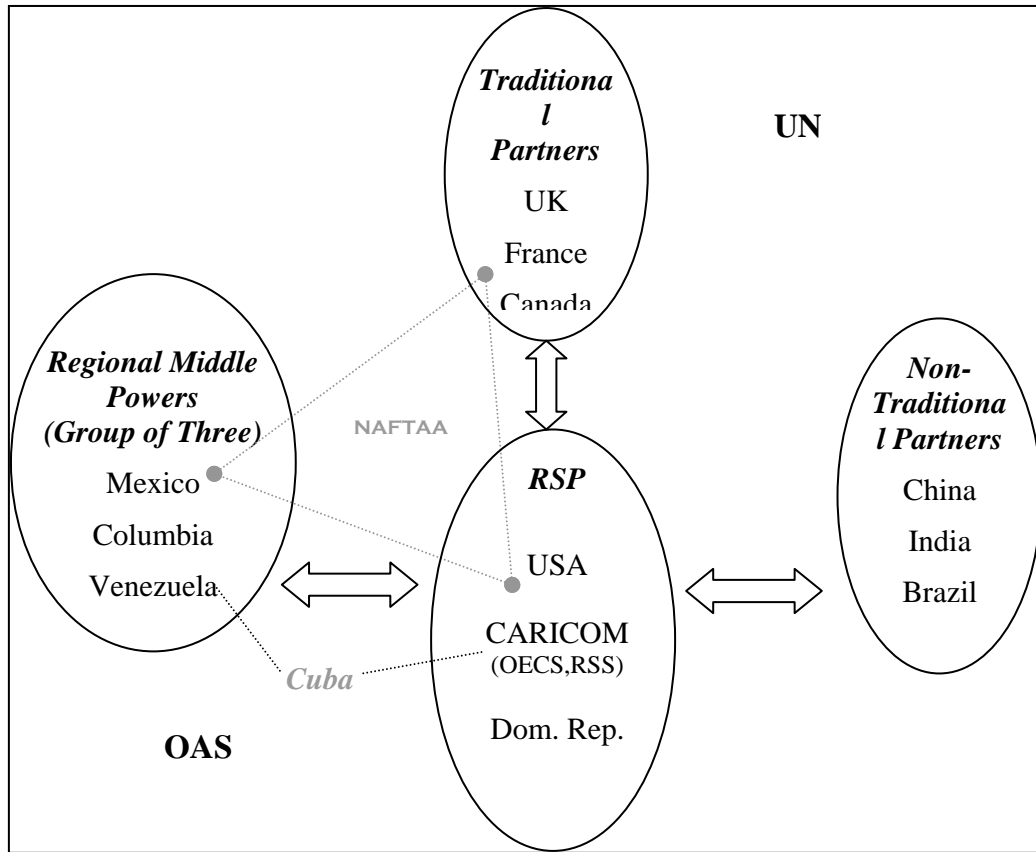 Traditiona
l
Partners
UK
France
Canada
UN
Regional Middle
Powers
(Group of Three)
Mexico
Columbia
Venezuela
NAFTAA
RSP
USA
CARICOM
(OECS,RSS)
Dom. Rep.
Non-
Traditiona
l Partners
China
India
Brazil
Cuba
OAS